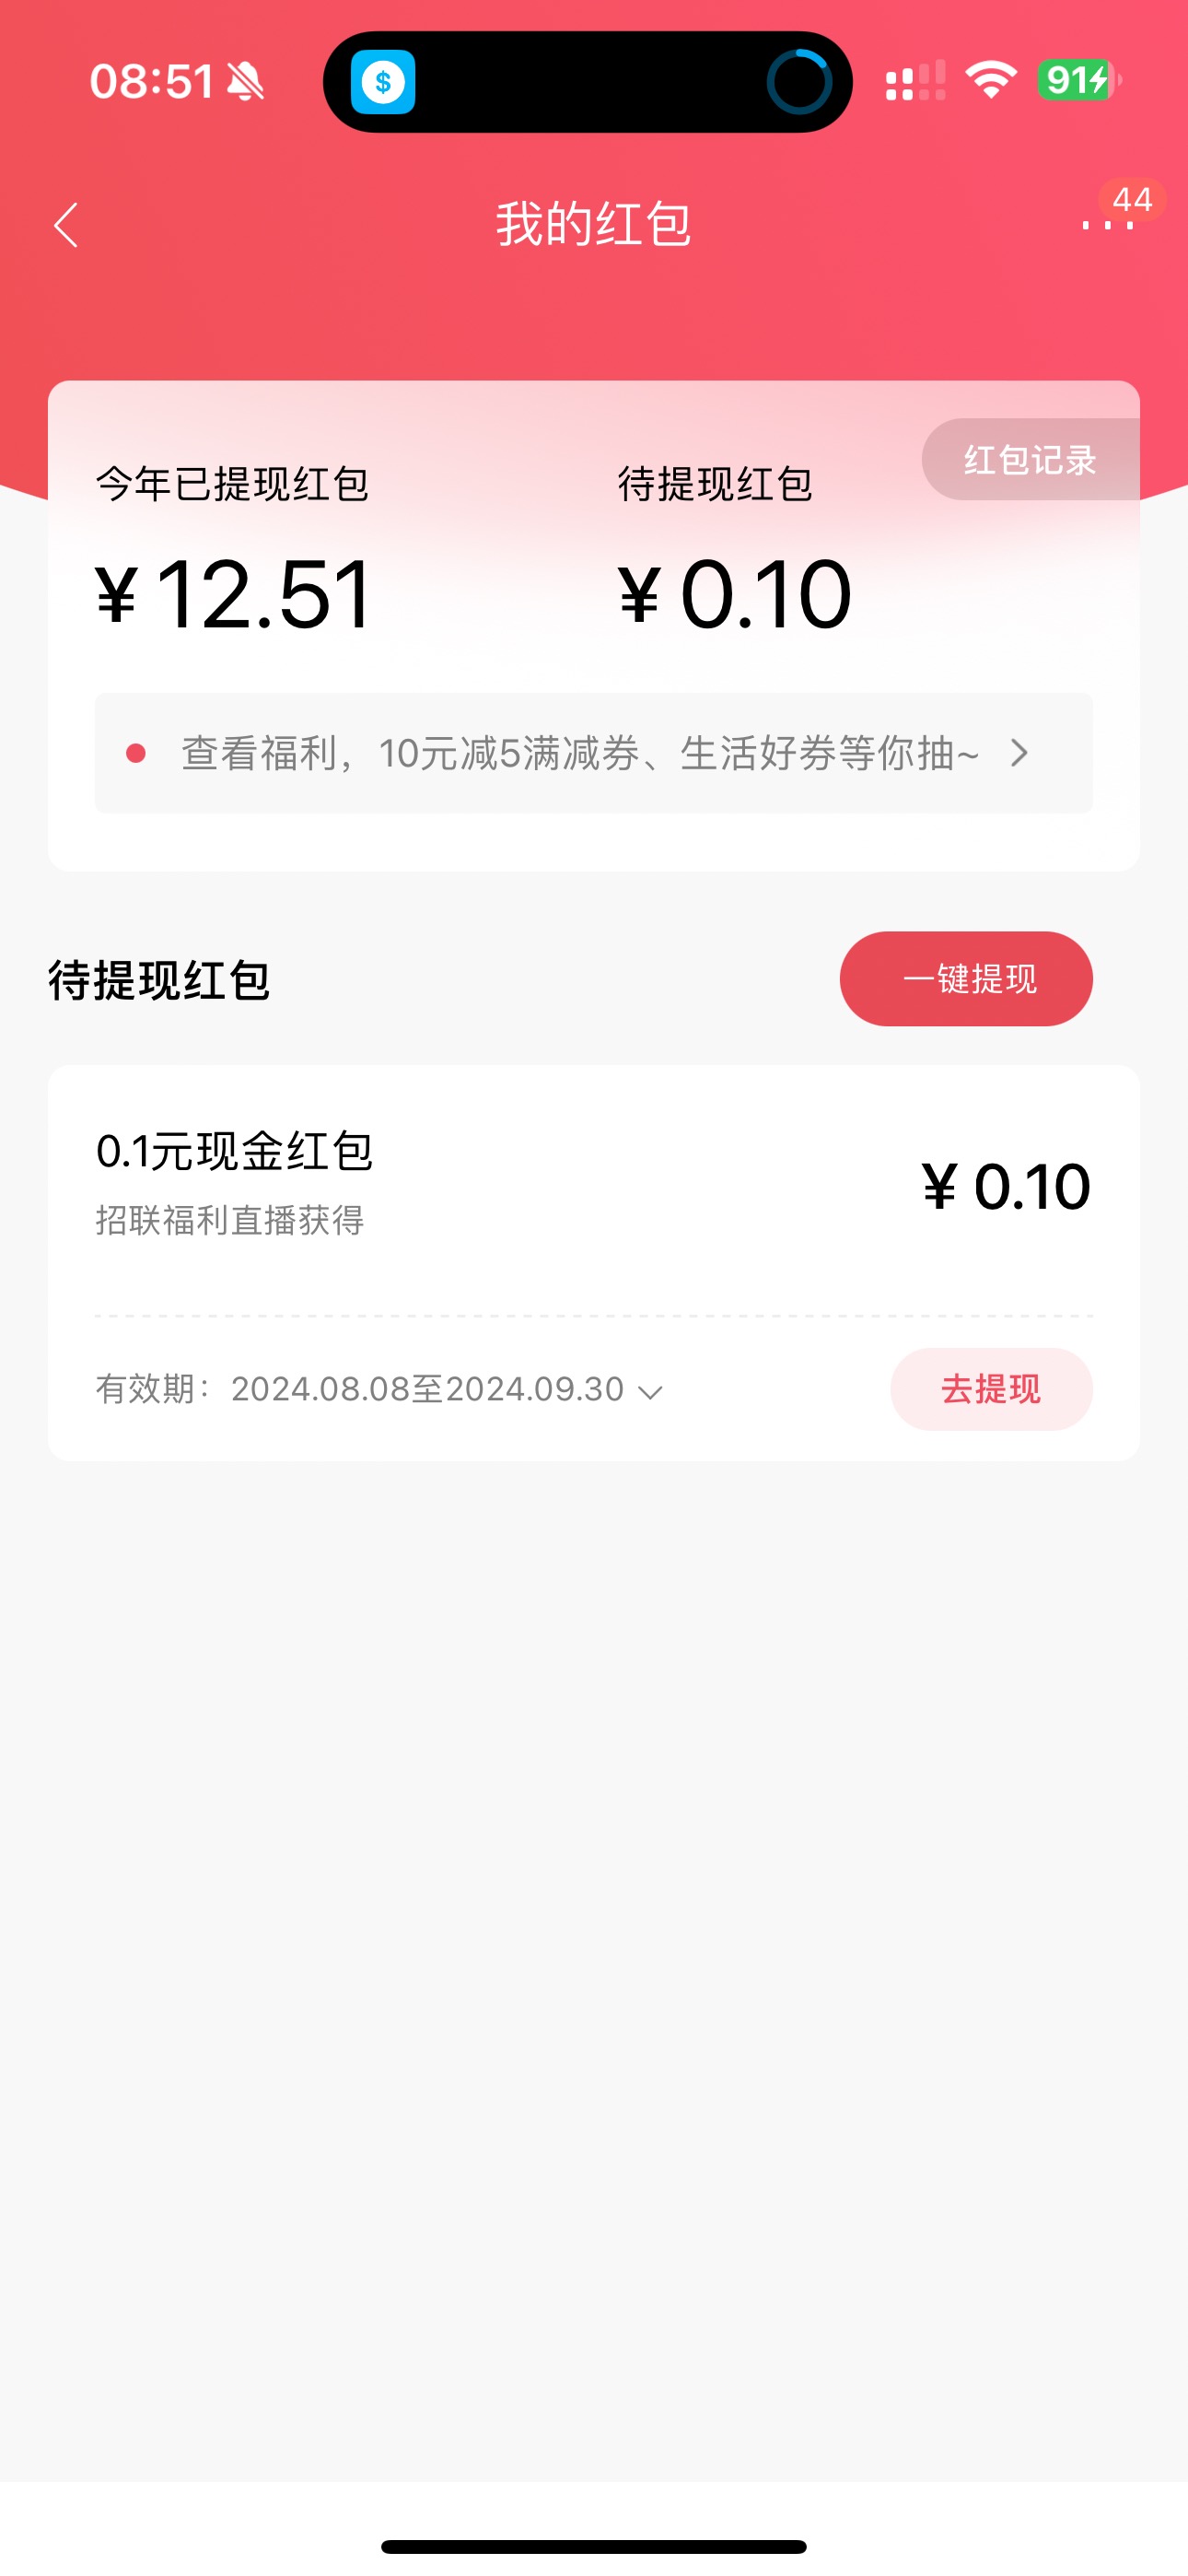 08:51
91
我的红包
44
红包记录
今年已提现红包
待提现红包
¥12.51
¥0.10
查看福利，10元减5满减券、生活好券等你抽~
待提现红包
一键提现
0.1元现金红包
¥0.10
招联福利直播获得
有效期：2024.08.08至2024.09.30
去提现